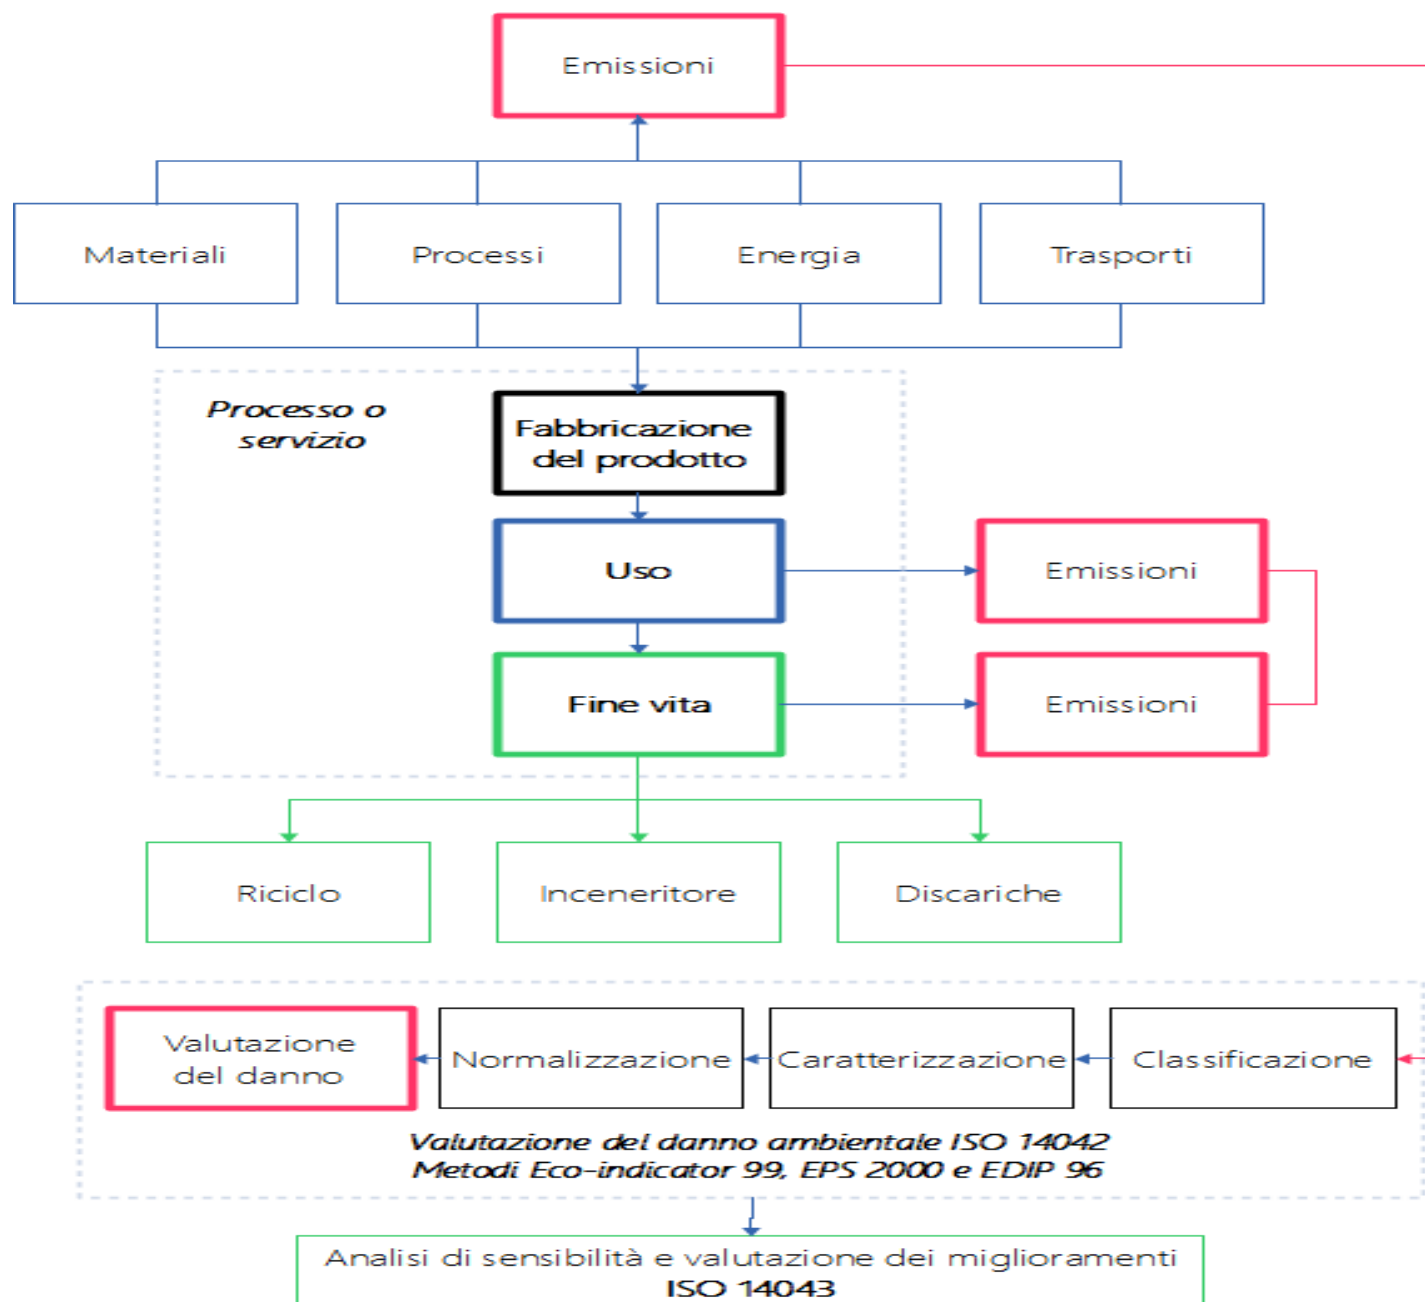 Emissioni
Materiali
Processi
Energia
Trasporti
Processo o
servizio
Fabbricazione
del prodotto
Uso
Emissioni
Fine vita
Emissioni
Riciclo
Inceneritore
Discariche
Valutazione
del danno
Normalizzazione
Caratterizzazione
Classificazione
Valutazione del danno ambientale ISO 14042
Metodi Eco-indicator 99, EPS 2000 e EDIP 96
Analisi di sensibilità e valutazione dei miglioramenti
ISO 14043